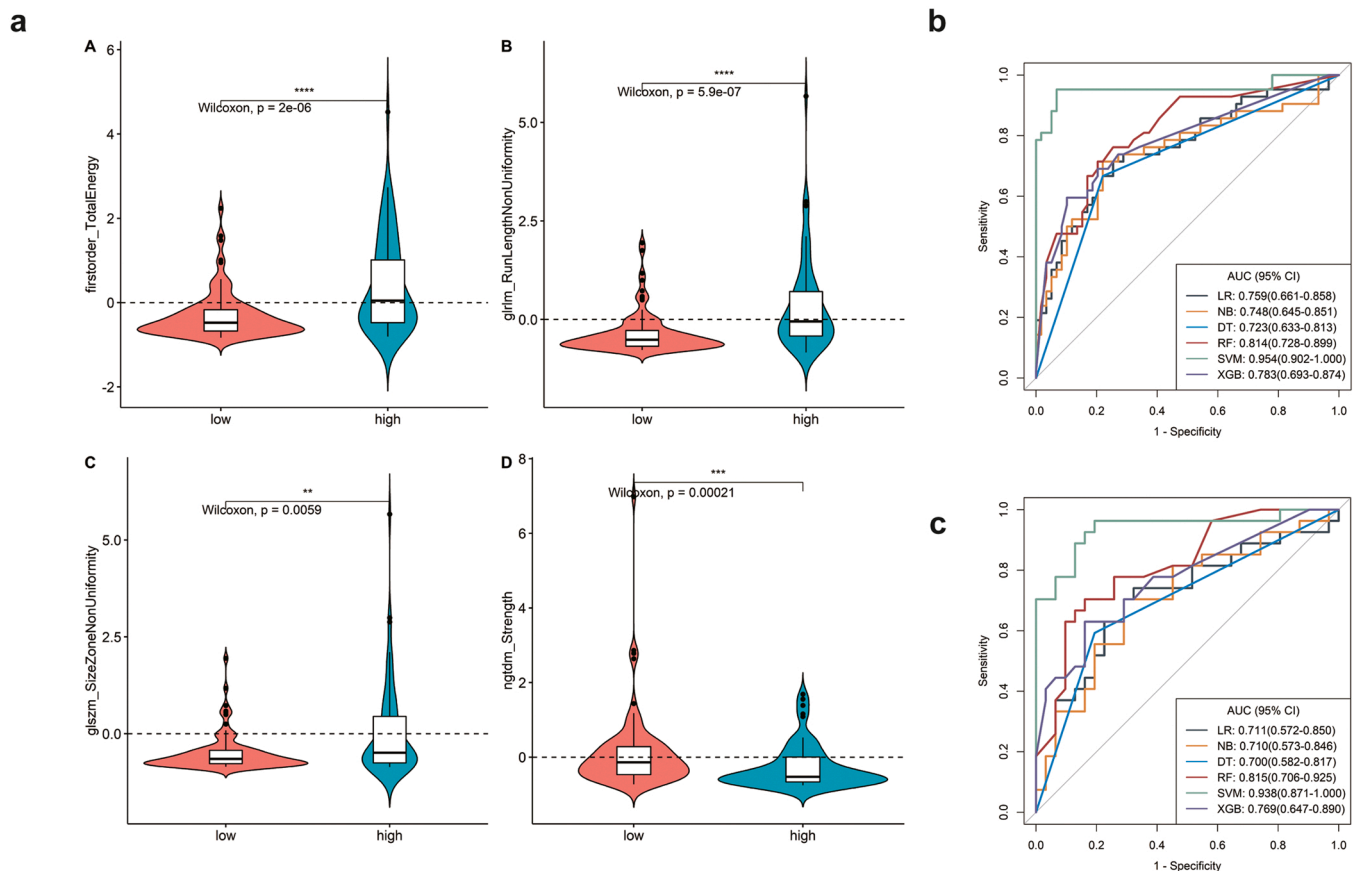 a
b
A
6
4
2
0
-2
firstorder_TotalEnergy
****
Wilcoxon, p = 2e-06
low
high
B
5.0
2.5
0.0
glrlm_RunLengthNonUniformity
****
Wilcoxon, p = 5.9e-07
low
high
1.0
0.8
0.6
0.4
0.2
0.0
Sensitivity
AUC (95% CI)
LR: 0.759(0.661-0.858)
NB: 0.748(0.645-0.851)
DT: 0.723(0.633-0.813)
RF: 0.814(0.728-0.899)
SVM: 0.954(0.902-1.000)
XGB: 0.783(0.693-0.874)
0.0 0.2 0.4 0.6 0.8 1.0
1 - Specificity
C
5.0
2.5
0.0
glszm_SizeZoneNonUniformity
**
Wilcoxon, p = 0.0059
low
high
D
8
6
4
2
0
ngtdm_Strength
***
Wilcoxon, p = 0.00021
low
high
c
1.0
0.8
0.6
0.4
0.2
0.0
Sensitivity
AUC (95% CI)
LR: 0.711(0.572-0.850)
NB: 0.710(0.573-0.846)
DT: 0.700(0.582-0.817)
RF: 0.815(0.706-0.925)
SVM: 0.938(0.871-1.000)
XGB: 0.769(0.647-0.890)
0.0 0.2 0.4 0.6 0.8 1.0
1 - Specificity